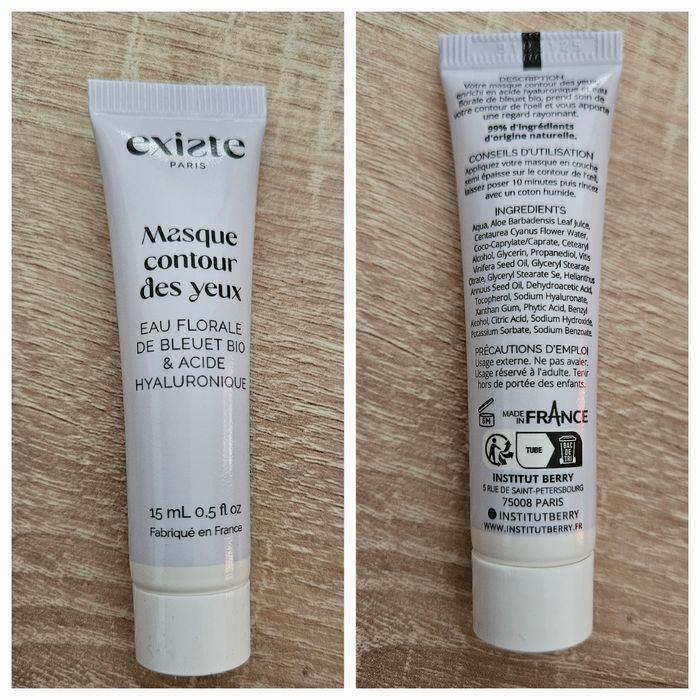 existe
PARIS
Masque
contour
des yeux
EAU FLORALE
DE BLEUET BIO
& ACIDE
HYALURONIQUE
15 mL 0.5 fl oz
Fabriqué en France
DESCRIPTION
Votre masque contour des yeux,
enrichi en acide hyaluronique et eau
florale de bleuet bio, prend soin de
votre contour de l'oeil et vous apporte
une regard rayonnant.
99% d'ingrédients
d'origine naturelle.
CONSEILS D'UTILISATION
Appliquez votre masque en couche
semi épaisse sur le contour de l'œil,
laissez poser 10 minutes puis rincez
avec un coton humide.
INGREDIENTS
Aqua, Aloe Barbadensis Leaf Juice,
Centaurea Cyanus Flower Water,
Coco-Caprylate/Caprate, Cetearyl
Alcohol, Glycerin, Propanediol, Vitis
Vinifera Seed Oil, Glyceryl Stearate
Citrate, Glyceryl Stearate Se, Helianthus
Annuus Seed Oil, Dehydroacetic Acid,
Tocopherol, Sodium Hyaluronate,
Xanthan Gum, Phytic Acid, Benzyl
Alcohol, Citric Acid, Sodium Hydroxide,
Potassium Sorbate, Sodium Benzoate.
PRÉCAUTIONS D'EMPLOI
Usage externe. Ne pas avaler.
Usage réservé à l'adulte. Tenir
hors de portée des enfants.
6M MADE IN FRANCE
TUBE BAC DE TRI
INSTITUT BERRY
5 RUE DE SAINT-PETERSBOURG
75008 PARIS
INSTITUTBERRY
WWW.INSTITUTBERRY.FR